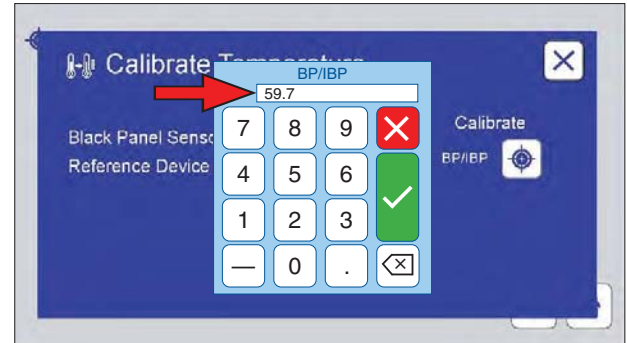 Calibrate
BP/IBP
59.7
Black Panel
Reference Device
7 8 9
4 5 6
1 2 3
— 0 .
Calibrate
BP/IBP